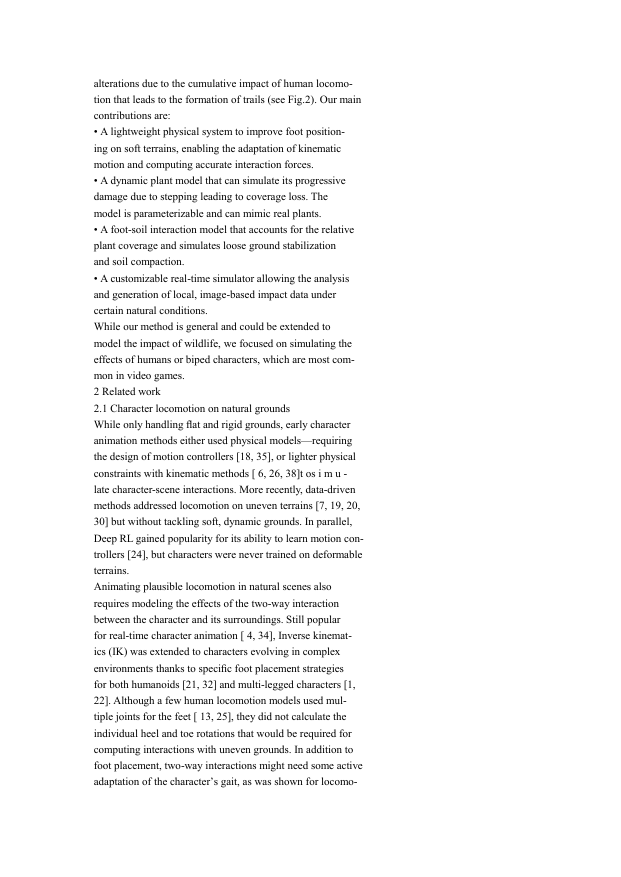 alterations due to the cumulative impact of human locomo-
tion that leads to the formation of trails (see Fig.2). Our main
contributions are:
• A lightweight physical system to improve foot position-
ing on soft terrains, enabling the adaptation of kinematic
motion and computing accurate interaction forces.
• A dynamic plant model that can simulate its progressive
damage due to stepping leading to coverage loss. The
model is parameterizable and can mimic real plants.
• A foot-soil interaction model that accounts for the relative
plant coverage and simulates loose ground stabilization
and soil compaction.
• A customizable real-time simulator allowing the analysis
and generation of local, image-based impact data under
certain natural conditions.
While our method is general and could be extended to
model the impact of wildlife, we focused on simulating the
effects of humans or biped characters, which are most com-
mon in video games.
2 Related work
2.1 Character locomotion on natural grounds
While only handling flat and rigid grounds, early character
animation methods either used physical models—requiring
the design of motion controllers [18, 35], or lighter physical
constraints with kinematic methods [ 6, 26, 38]t os i m u -
late character-scene interactions. More recently, data-driven
methods addressed locomotion on uneven terrains [7, 19, 20,
30] but without tackling soft, dynamic grounds. In parallel,
Deep RL gained popularity for its ability to learn motion con-
trollers [24], but characters were never trained on deformable
terrains.
Animating plausible locomotion in natural scenes also
requires modeling the effects of the two-way interaction
between the character and its surroundings. Still popular
for real-time character animation [ 4, 34], Inverse kinemat-
ics (IK) was extended to characters evolving in complex
environments thanks to specific foot placement strategies
for both humanoids [21, 32] and multi-legged characters [1,
22]. Although a few human locomotion models used mul-
tiple joints for the feet [ 13, 25], they did not calculate the
individual heel and toe rotations that would be required for
computing interactions with uneven grounds. In addition to
foot placement, two-way interactions might need some active
adaptation of the character’s gait, as was shown for locomo-